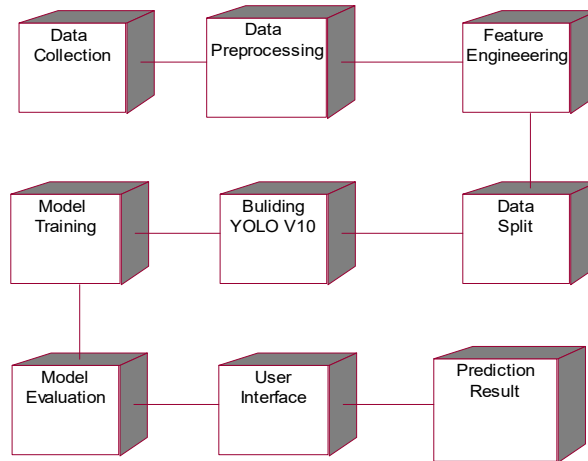 Data
Collection
Data
Preprocessing
Feature
Engineeering
Model
Training
Buliding
YOLO V10
Data
Split
Model
Evaluation
User
Interface
Prediction
Result